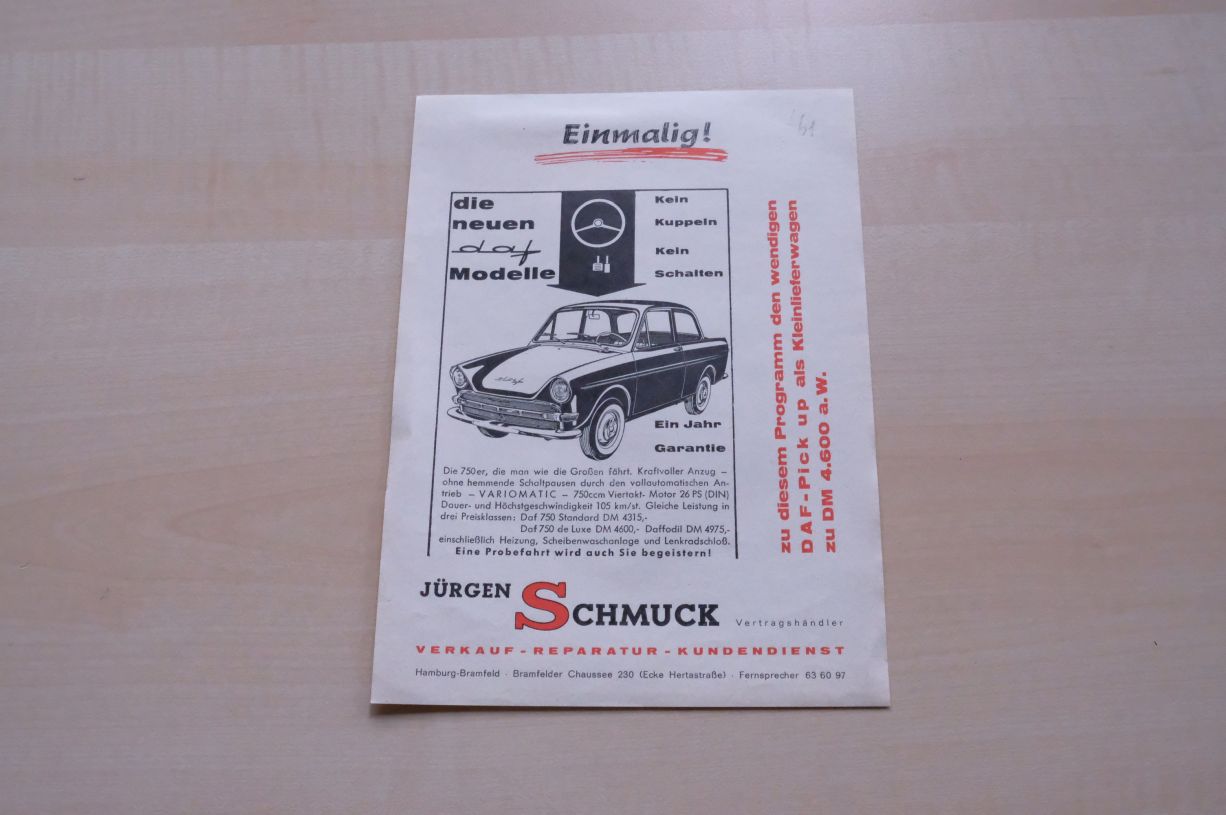 Einmalig!
'61
die
neuen
daf
Modelle
Kein
Kuppeln
Kein
Schalten
daf
Ein Jahr
Garantie
Die 750er, die man wie die Großen fährt. Kraftvoller Anzug –
ohne hemmende Schaltpausen durch den vollautomatischen An-
trieb – VARIOMATIC – 750ccm Viertakt- Motor 26 PS (DIN)
Dauer- und Höchstgeschwindigkeit 105 km/st. Gleiche Leistung in
drei Preisklassen: Daf 750 Standard DM 4315,-
Daf 750 de Luxe DM 4600,- Daffodil DM 4975,-
einschließlich Heizung, Scheibenwaschanlage und Lenkradschloß.
Eine Probefahrt wird auch Sie begeistern!
zu diesem Programm den wendigen
DAF-Pick up als Kleinlieferwagen
zu DM 4.600 a. W.
JÜRGEN SCHMUCK Vertragshändler
VERKAUF - REPARATUR - KUNDENDIENST
Hamburg-Bramfeld · Bramfelder Chaussee 230 (Ecke Hertastraße) · Fernsprecher 63 60 97